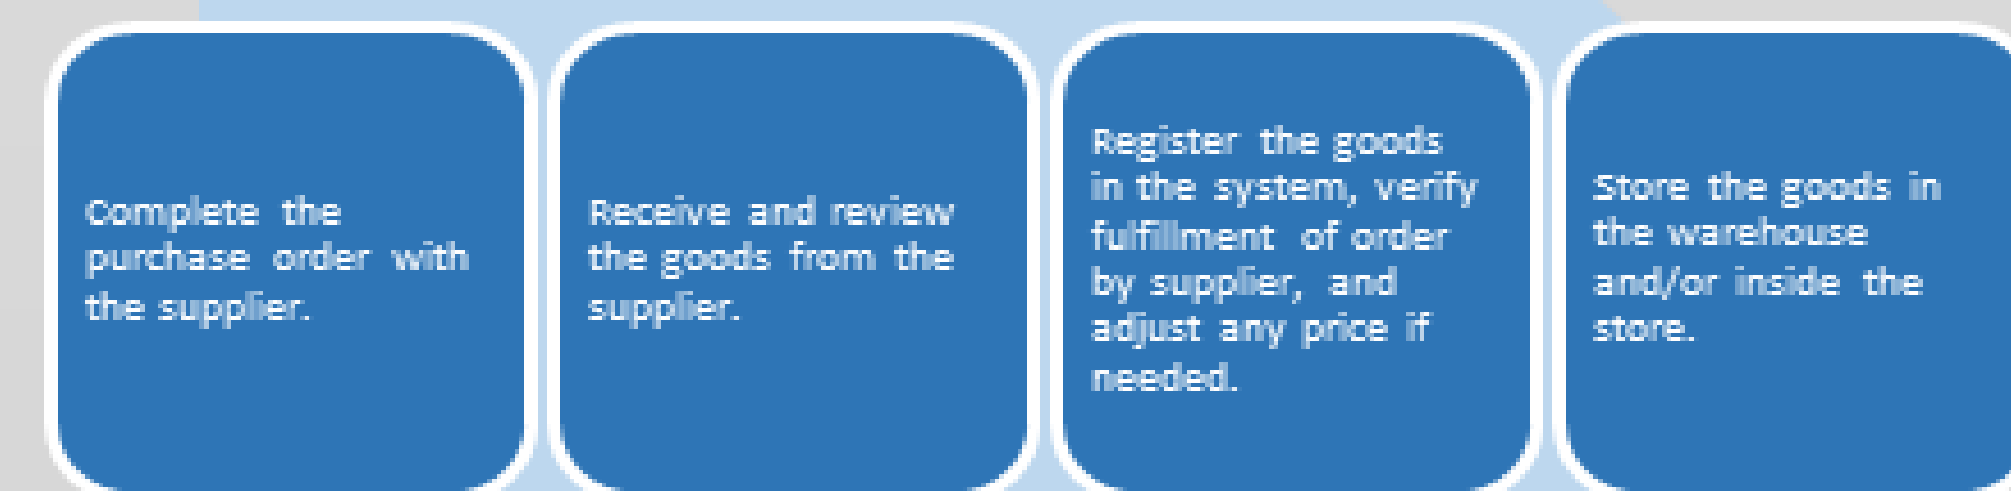 Complete the
purchase order with
the supplier.
Receive and review
the goods from the
supplier.
Register the goods
in the system, verify
fulfillment of order
by supplier, and
adjust any price if
needed.
Store the goods in
the warehouse
and/or inside the
store.